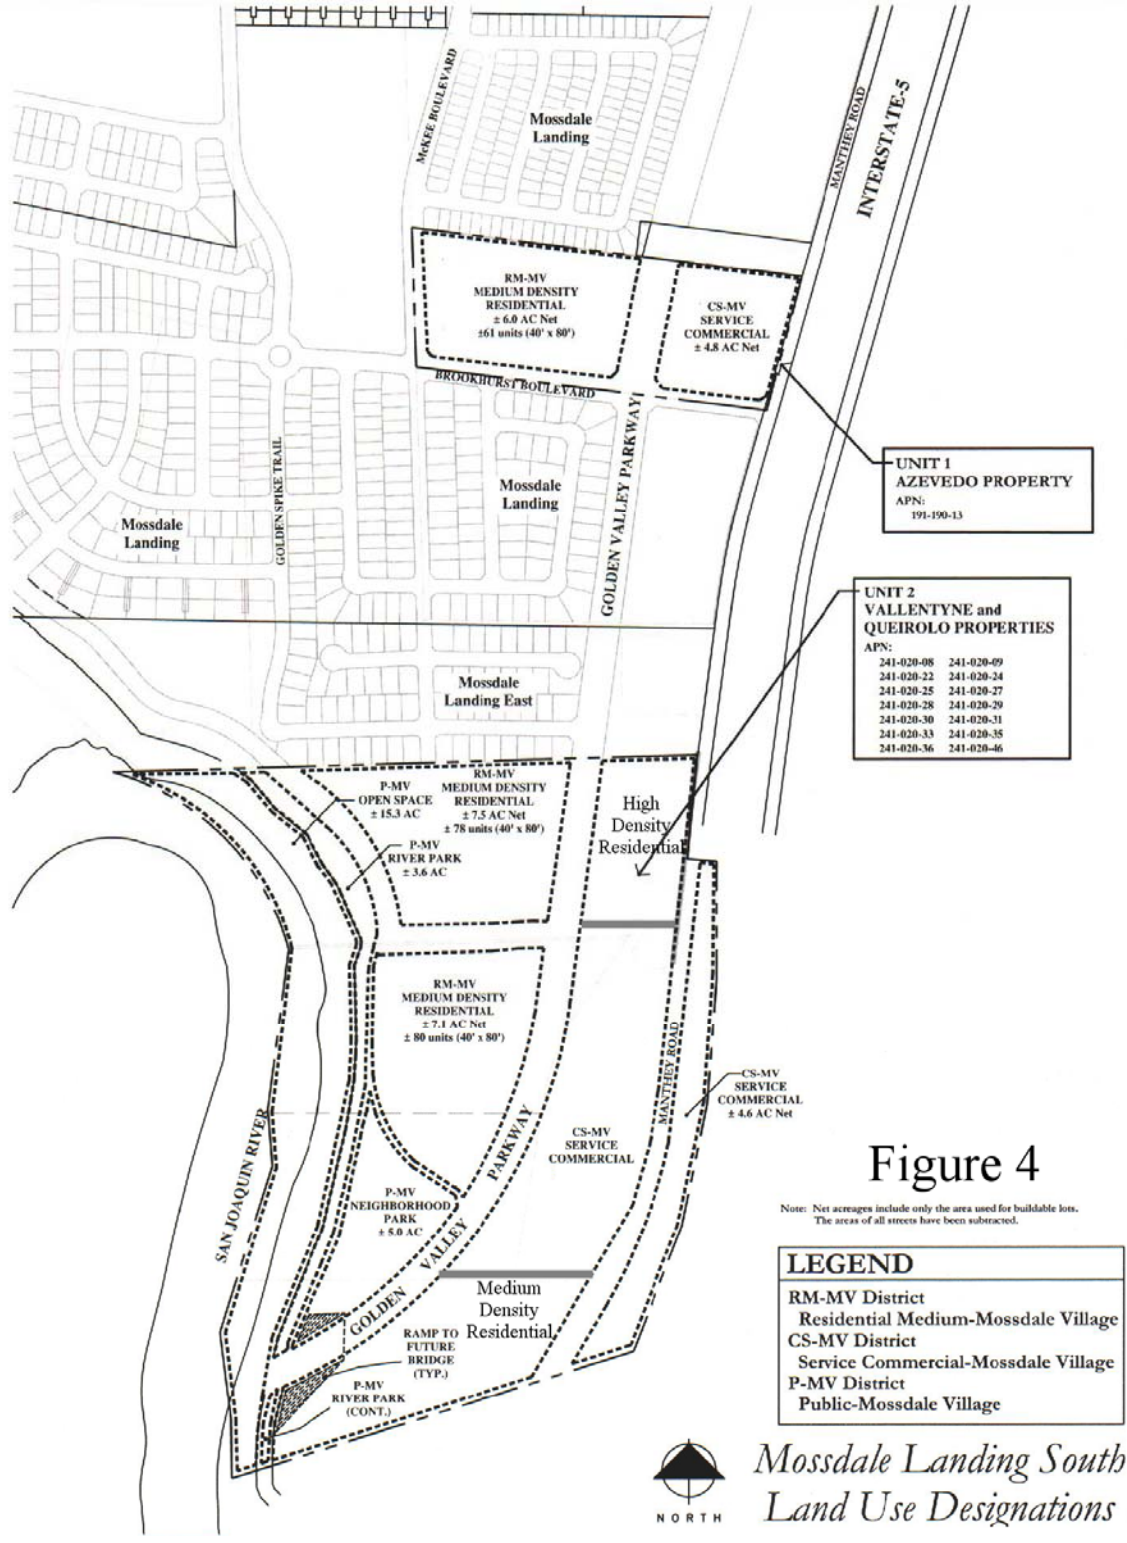 McKEE BOULEVARD
Mossdale
Landing
MANTHEY ROAD
INTERSTATE-5
RM-MV
MEDIUM DENSITY
RESIDENTIAL
± 6.0 AC Net
±61 units (40' x 80')
CS-MV
SERVICE
COMMERCIAL
± 4.8 AC Net
BROOKHURST BOULEVARD
GOLDEN VALLEY PARKWAY
GOLDEN SPIKE TRAIL
Mossdale
Landing
Mossdale
Landing
UNIT 1
AZEVEDO PROPERTY
APN:
191-190-13
UNIT 2
VALLENTYNE and
QUEIROLO PROPERTIES
APN:
241-020-08 241-020-09
241-020-22 241-020-24
241-020-25 241-020-27
241-020-28 241-020-29
241-020-30 241-020-31
241-020-33 241-020-35
241-020-36 241-020-46
Mossdale
Landing East
P-MV
OPEN SPACE
± 15.3 AC
RM-MV
MEDIUM DENSITY
RESIDENTIAL
± 7.5 AC Net
± 78 units (40' x 80')
P-MV
RIVER PARK
± 3.6 AC
High
Density
Residential
RM-MV
MEDIUM DENSITY
RESIDENTIAL
± 7.1 AC Net
± 80 units (40' x 80')
MANTHEY ROAD
CS-MV
SERVICE
COMMERCIAL
± 4.6 AC Net
CS-MV
SERVICE
COMMERCIAL
SAN JOAQUIN RIVER
P-MV
NEIGHBORHOOD
PARK
± 5.0 AC
GOLDEN VALLEY PARKWAY
Medium
Density
Residential
RAMP TO
FUTURE
BRIDGE
(TYP.)
P-MV
RIVER PARK
(CONT.)
Figure 4
Note: Net acreages include only the area used for buildable lots.
The areas of all streets have been subtracted.
LEGEND
RM-MV District
Residential Medium-Mossdale Village
CS-MV District
Service Commercial-Mossdale Village
P-MV District
Public-Mossdale Village
NORTH
Mossdale Landing South
Land Use Designations